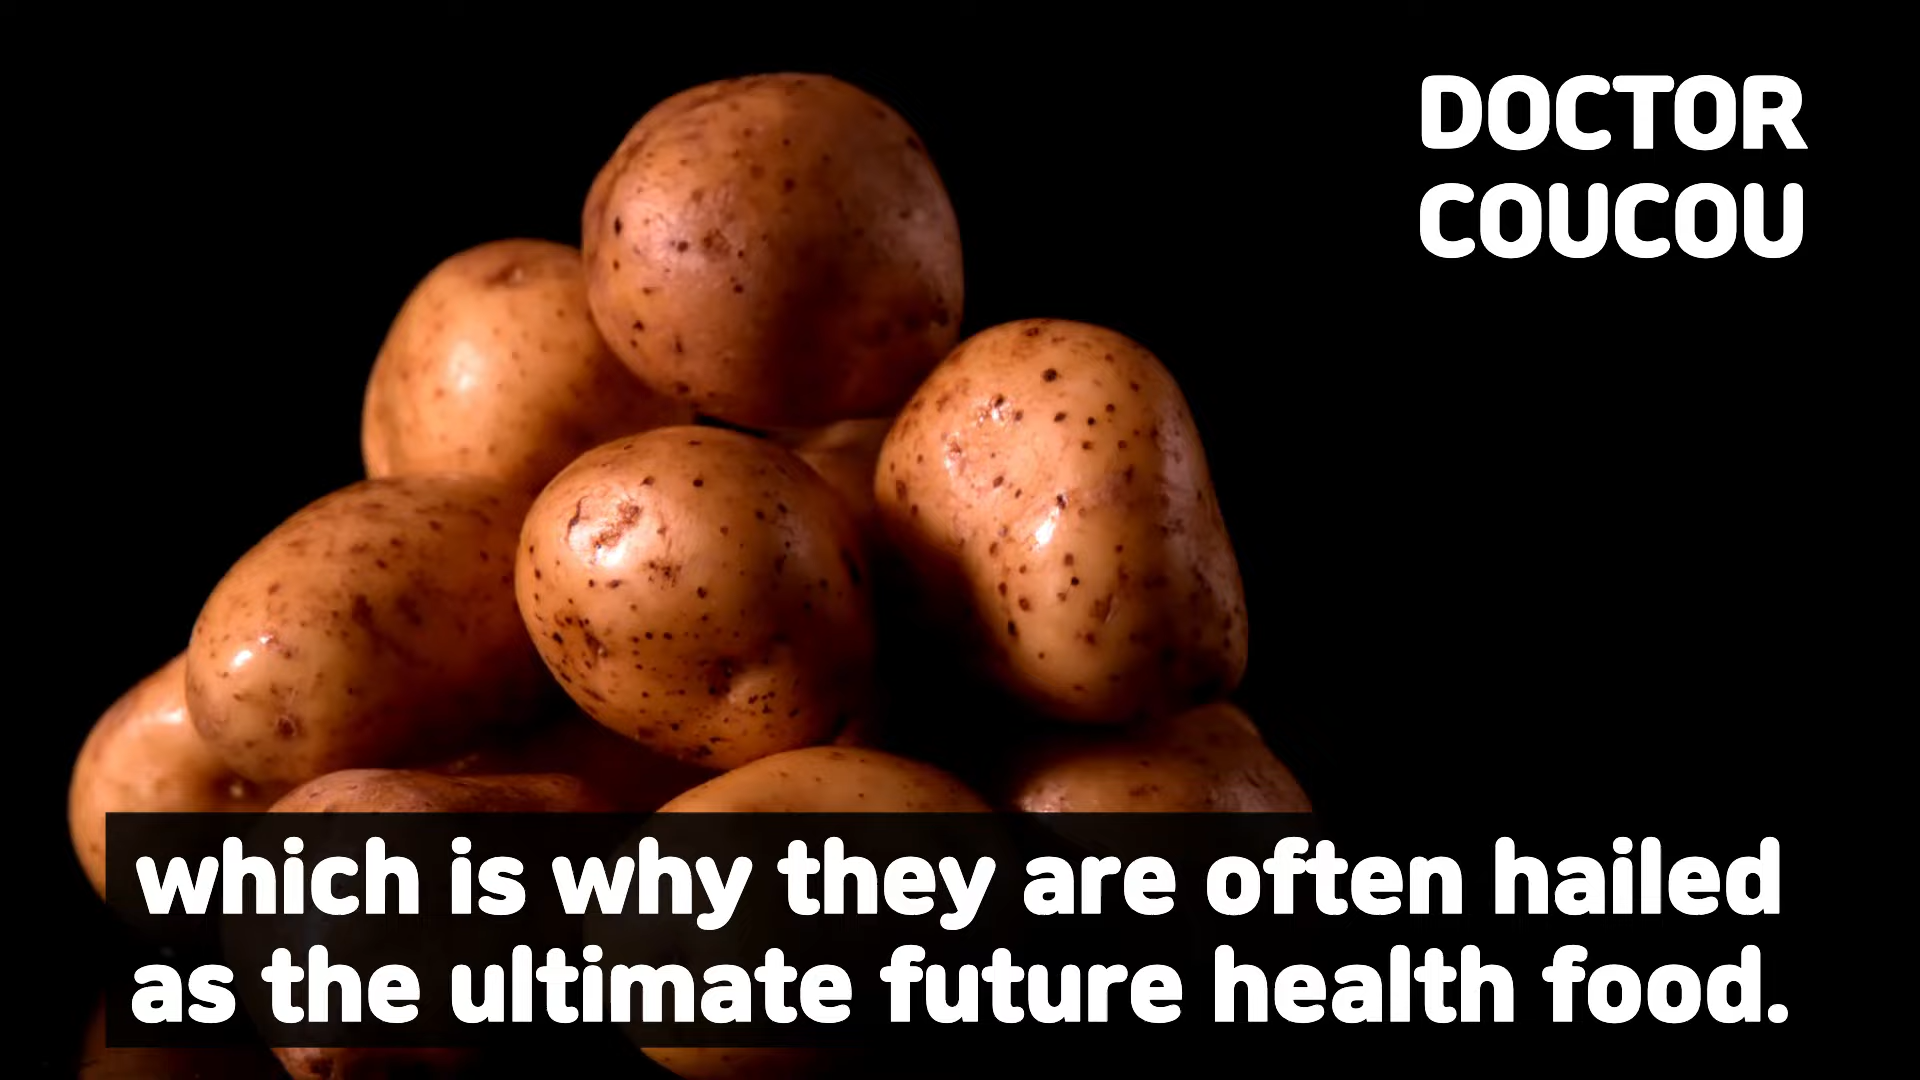 DOCTOR
COUCOU
which is why they are often hailed
as the ultimate future health food.